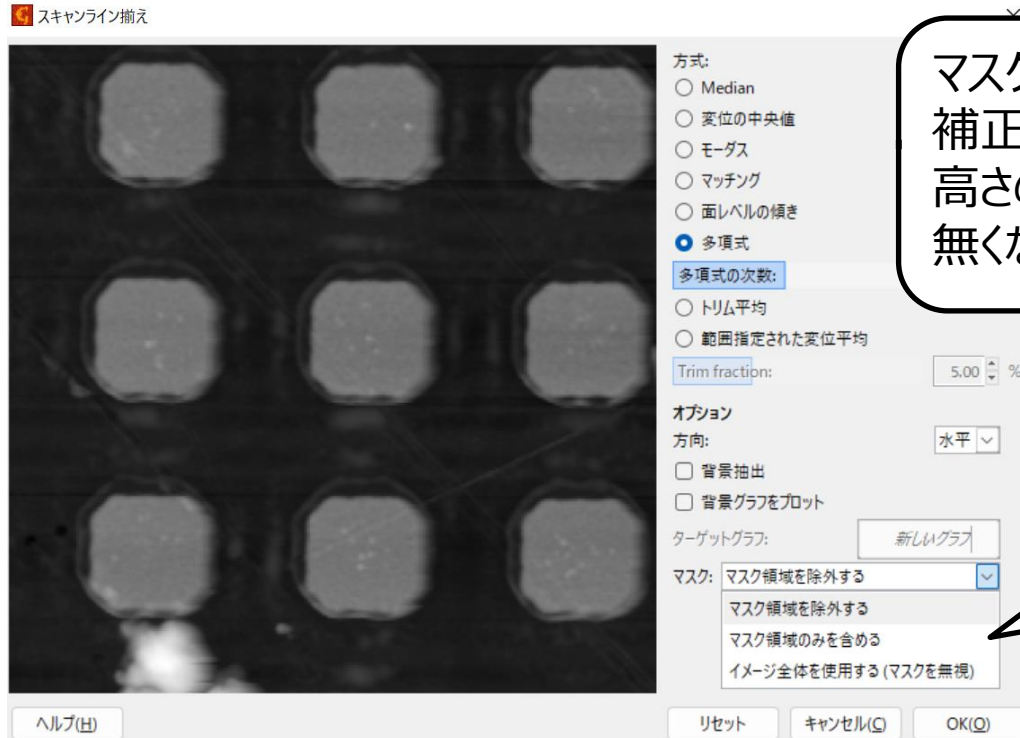 スキャンライン揃え
方式:
Median
変位の中央値
モーダス
マッチング
面レベルの傾き
多項式
多項式の次数:
トリム平均
範囲指定された変位平均
Trim fraction:
5.00
%
オプション
方向:
水平
背景抽出
背景グラフをプロット
ターゲットグラフ:
新しいグラフ
マスク:
マスク領域を除外する
マスク領域を除外する
マスク領域のみを含める
イメージ全体を使用する (マスクを無視)
ヘルプ(H)
リセット
キャンセル(C)
OK(O)
マスク
補正
高さの
無くな